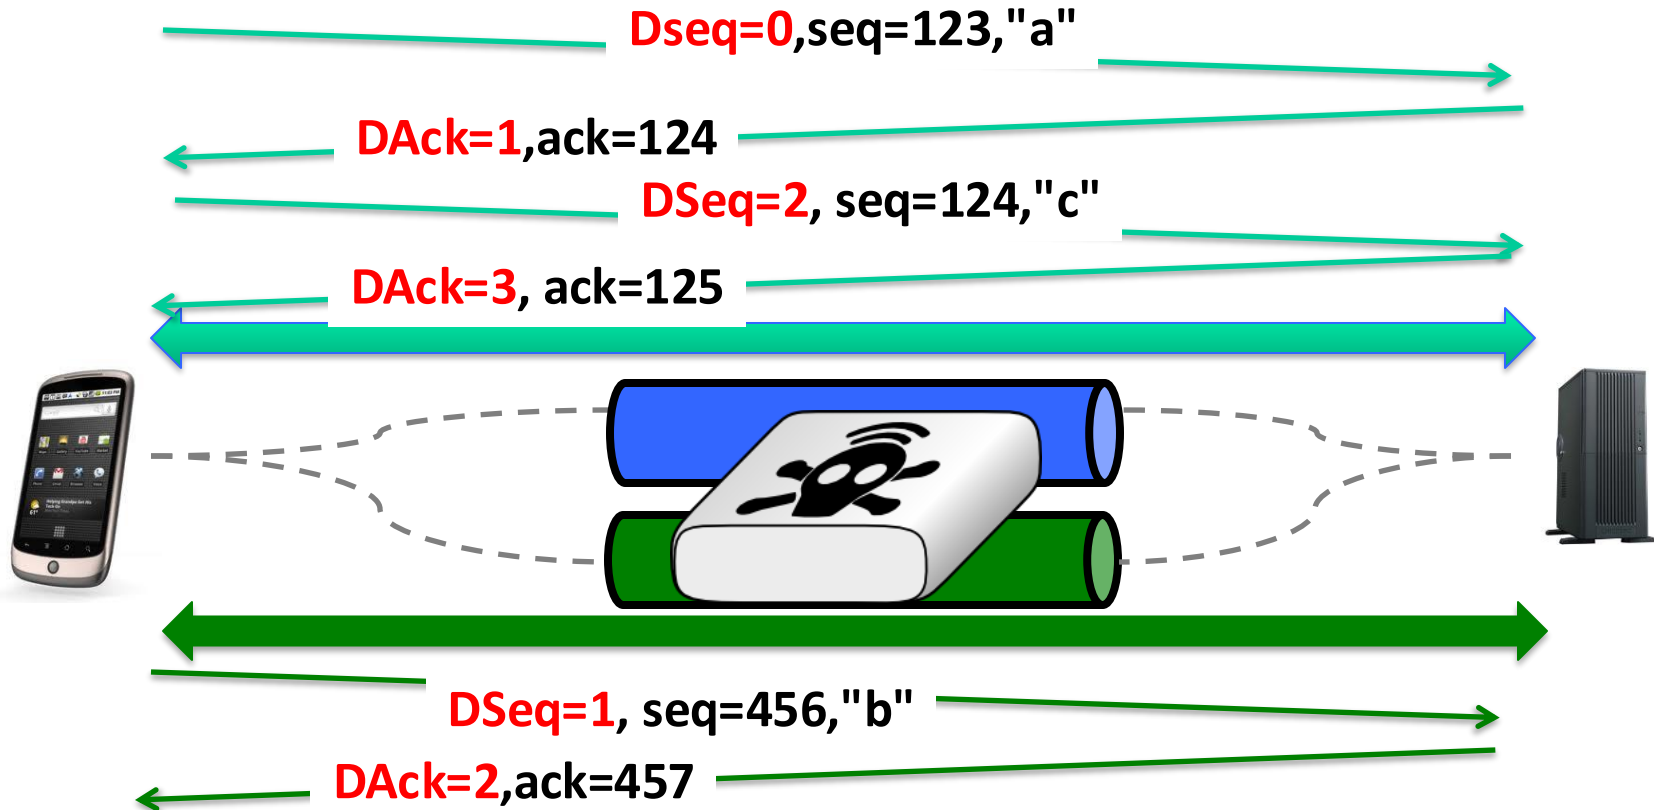 Dseq=0,seq=123,"a"
DAck=1,ack=124
DSeq=2, seq=124,"c"
DAck=3, ack=125
DSeq=1, seq=456,"b"
DAck=2,ack=457